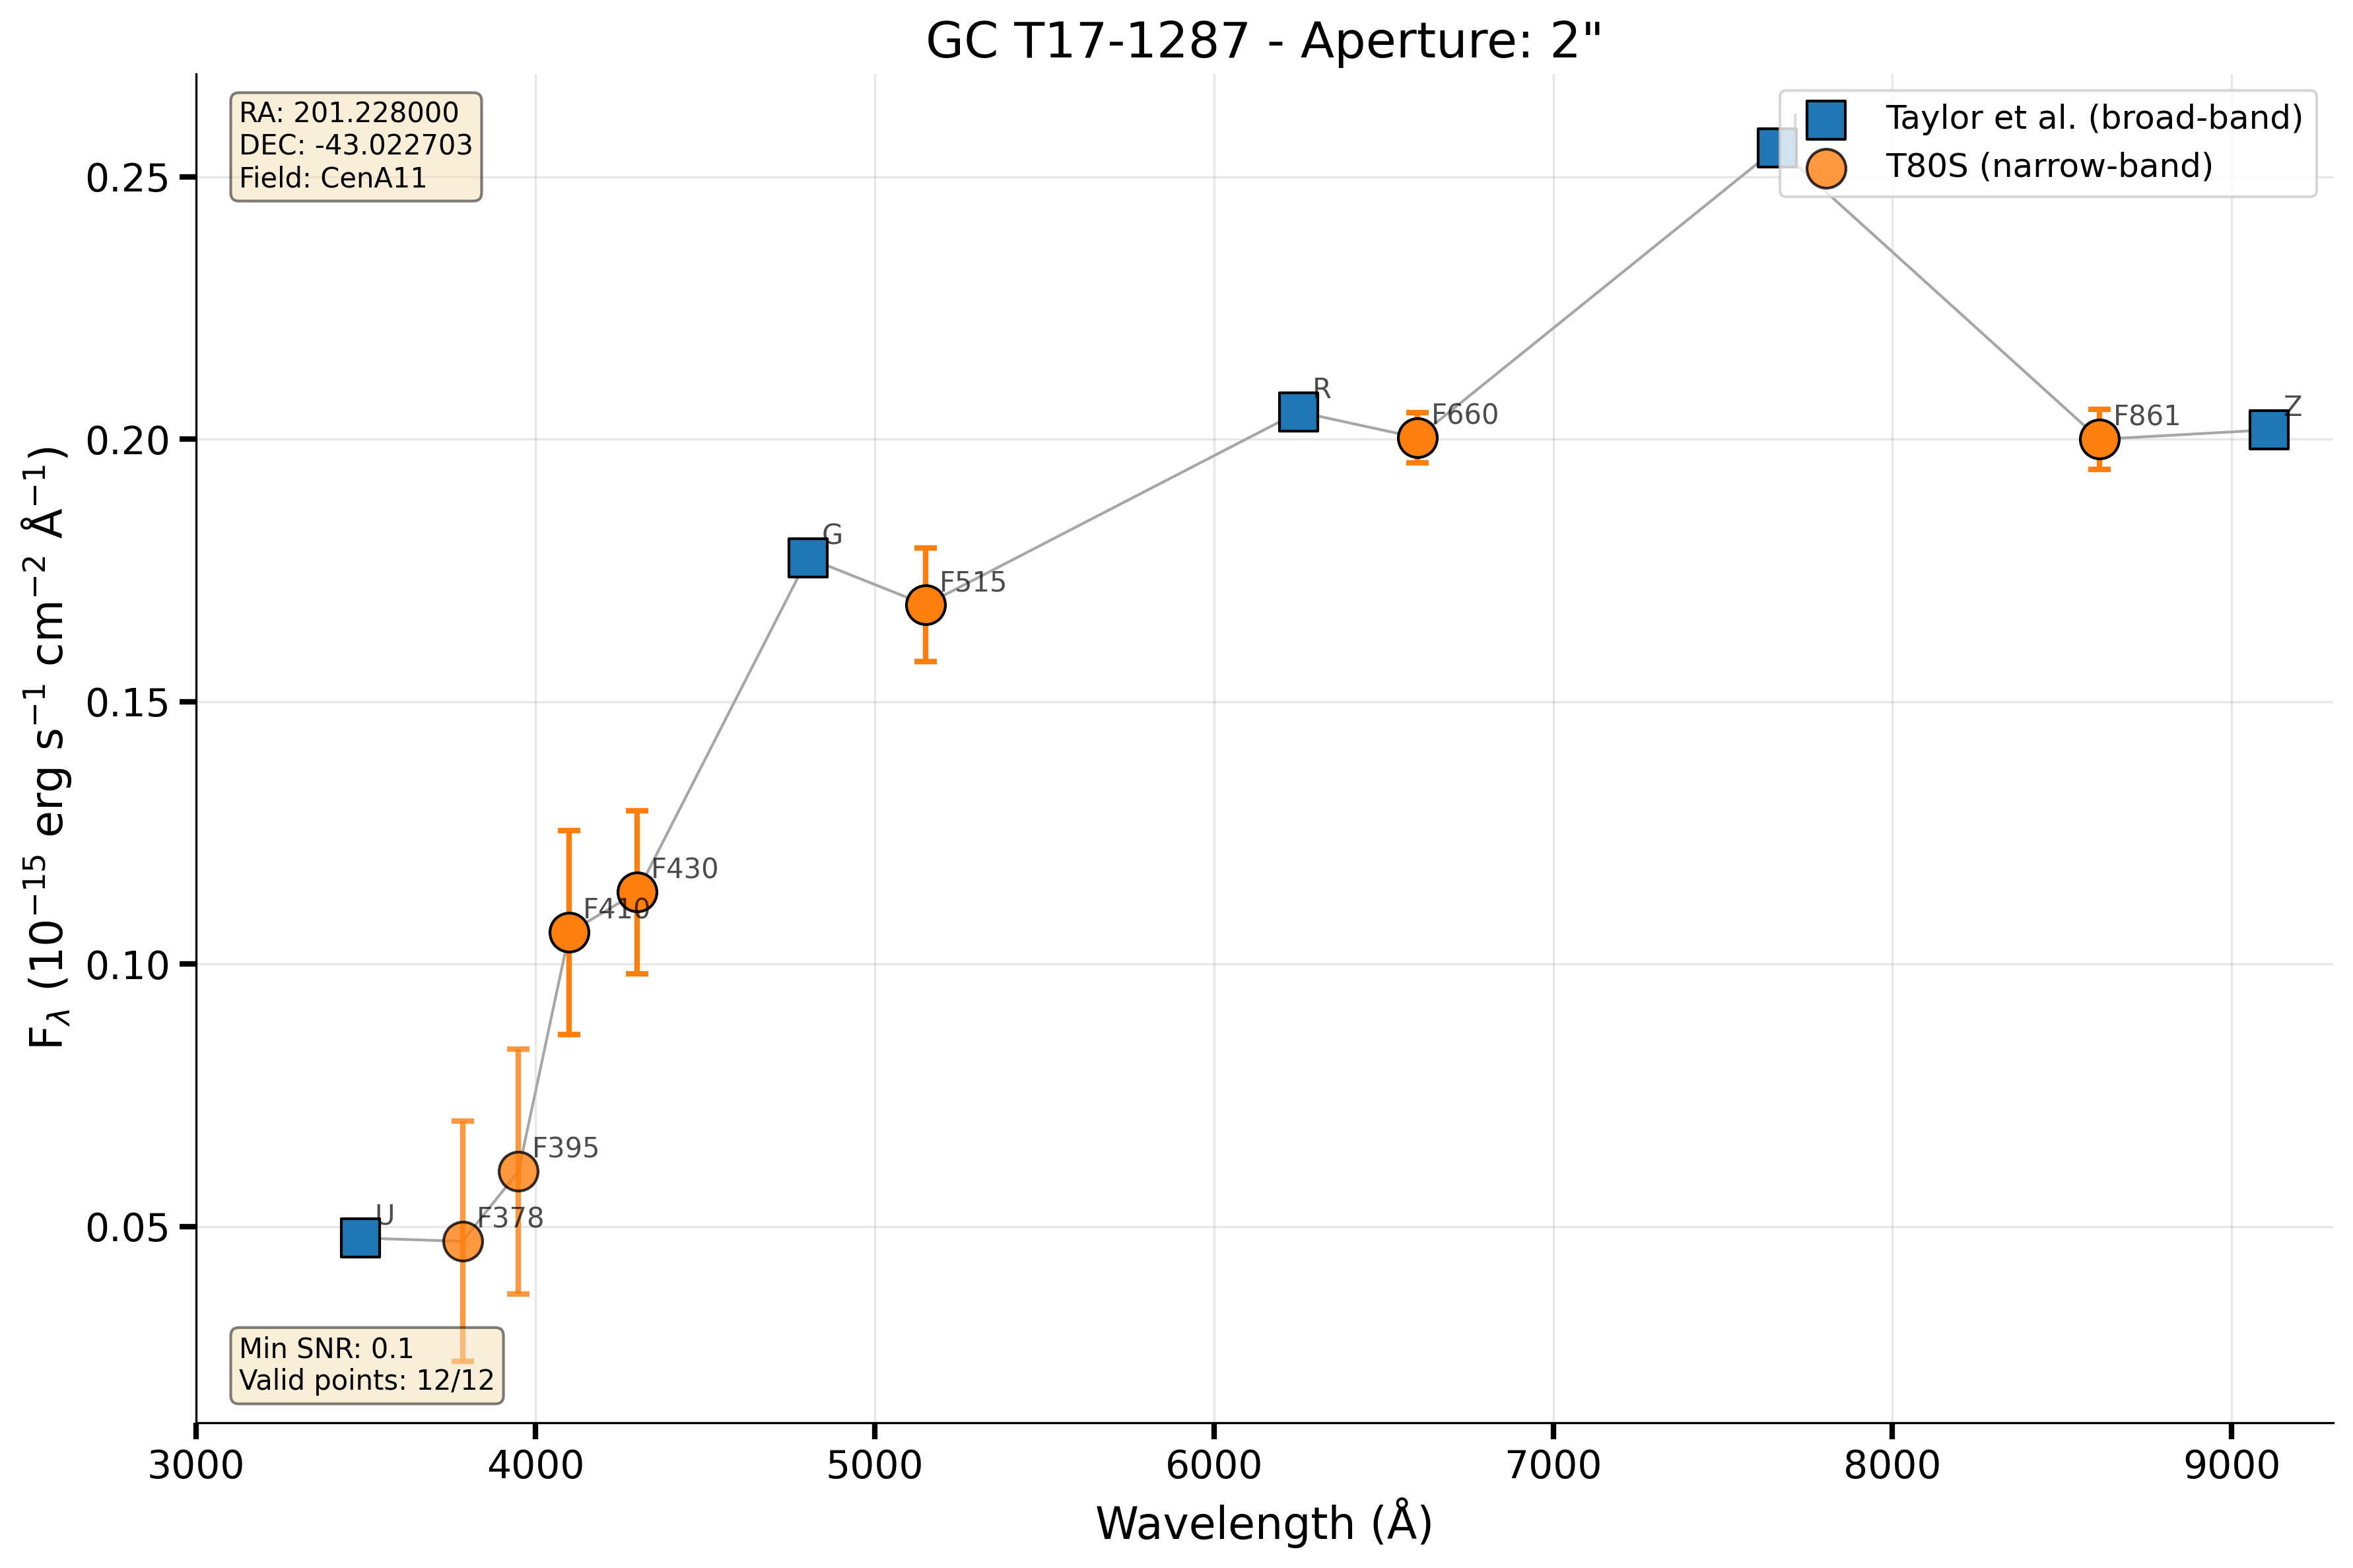 GC T17-1287 - Aperture: 2"
RA: 201.228000
DEC: -43.022703
Field: CenA11
Taylor et al. (broad-band)
T80S (narrow-band)
0.25
0.20
0.15
0.10
0.05
F_λ (10⁻¹⁵ erg s⁻¹ cm⁻² Å⁻¹)
R
F660
F861
Z
G
F515
F430
F410
F395
U
F378
Min SNR: 0.1
Valid points: 12/12
3000 4000 5000 6000 7000 8000 9000
Wavelength (Å)